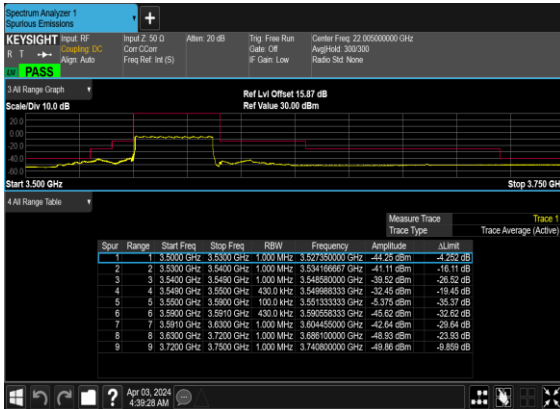 Spectrum Analyzer 1
Spurious Emissions
+
KEYSIGHT Input: RF Input Z: 50 Ω Atten: 20 dB Trig: Free Run Center Freq: 22.005000000 GHz
R T Coupling: DC Corr CCorr Gate: Off Avg|Hold: 300/300
Align: Auto Freq Ref: Int (S) IF Gain: Low Radio Std: None
PASS
3 All Range Graph
Ref Lvl Offset 15.87 dB
Scale/Div 10.0 dB Ref Value 30.00 dBm
20.0
0.00
-20.0
-40.0
-60.0
Start 3.500 GHz Stop 3.750 GH
4 All Range Table
Measure Trace Trace 1
Trace Type Trace Average (Active)
Spur Range Start Freq Stop Freq RBW Frequency Amplitude ΔLimit
1 1 3.5000 GHz 3.5300 GHz 1.000 MHz 3.527350000 GHz -44.25 dBm -4.252 dB
2 2 3.5300 GHz 3.5400 GHz 1.000 MHz 3.534166667 GHz -41.11 dBm -16.11 dB
3 3 3.5400 GHz 3.5490 GHz 1.000 MHz 3.548580000 GHz -39.52 dBm -26.52 dB
4 4 3.5490 GHz 3.5500 GHz 430.0 kHz 3.549988333 GHz -32.45 dBm -19.45 dB
5 5 3.5500 GHz 3.5900 GHz 100.0 kHz 3.551333333 GHz -5.375 dBm -35.37 dB
6 6 3.5900 GHz 3.5910 GHz 430.0 kHz 3.590558333 GHz -45.62 dBm -32.62 dB
7 7 3.5910 GHz 3.6300 GHz 1.000 MHz 3.604455000 GHz -42.64 dBm -29.64 dB
8 8 3.6300 GHz 3.7200 GHz 1.000 MHz 3.686100000 GHz -48.93 dBm -23.93 dB
9 9 3.7200 GHz 3.7500 GHz 1.000 MHz 3.740800000 GHz -49.86 dBm -9.859 dB
? Apr 03, 2024
4:39:28 AM